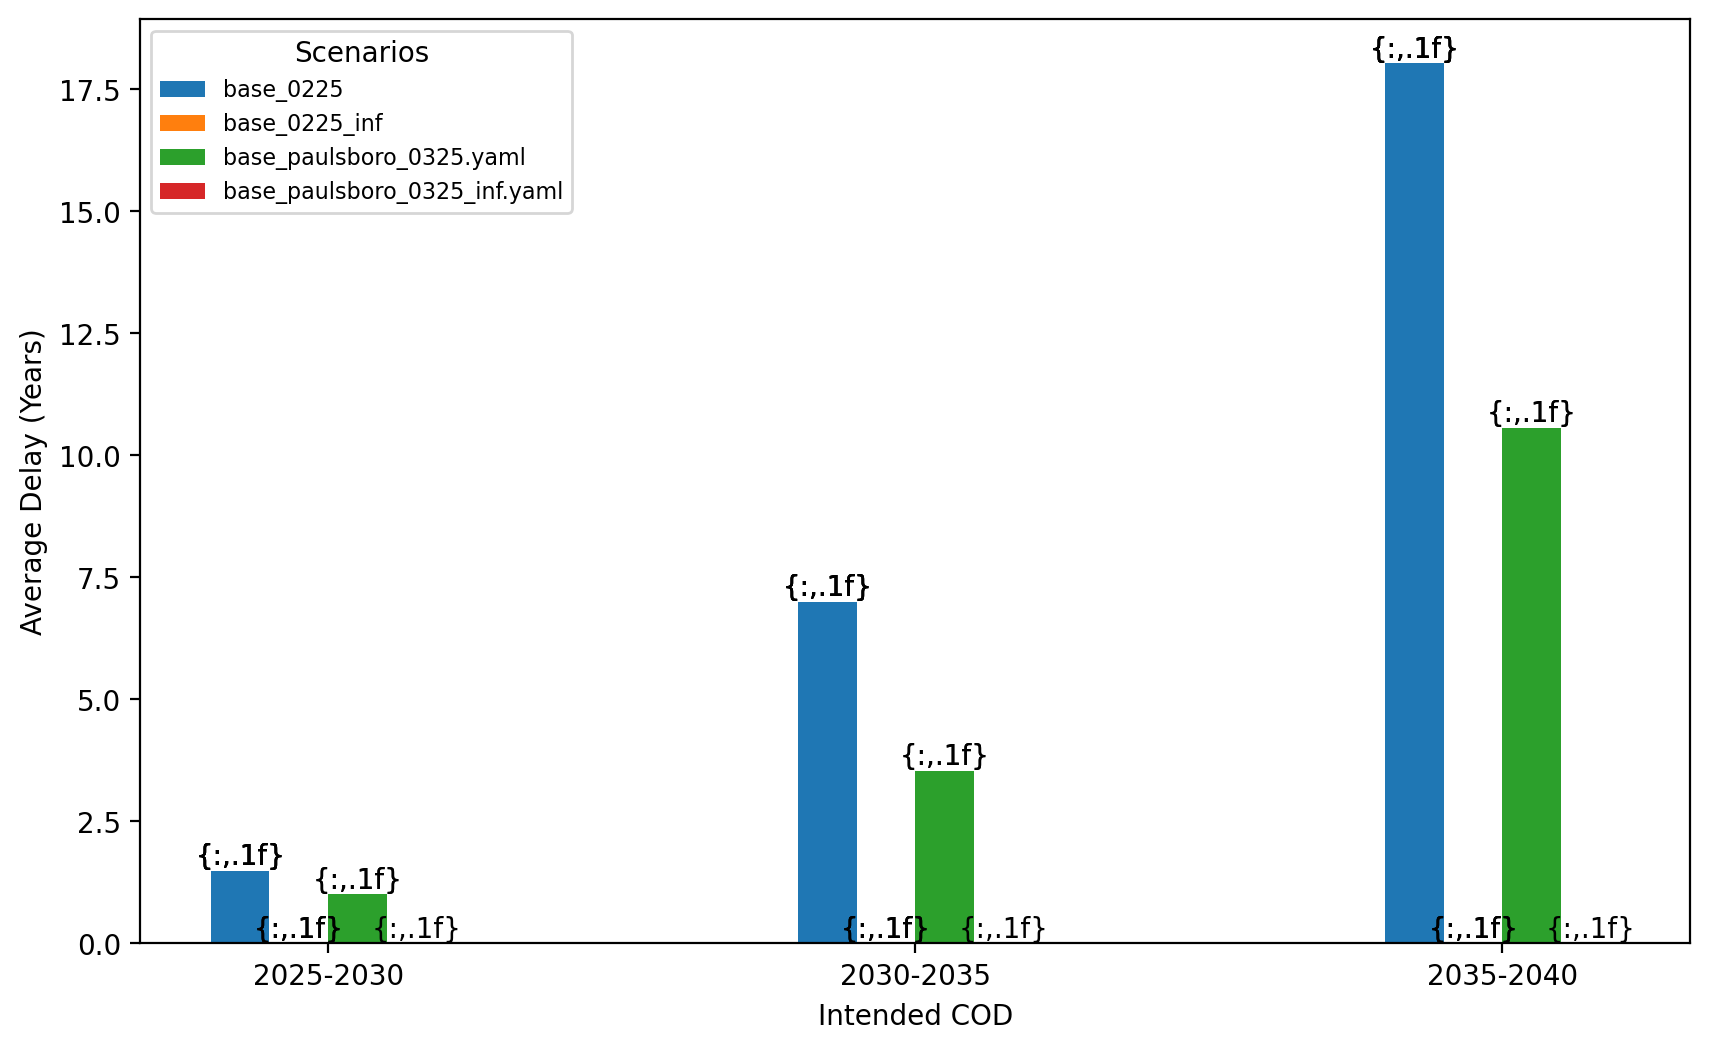 Scenarios
base_0225
base_0225_inf
base_paulsboro_0325.yaml
base_paulsboro_0325_inf.yaml
Average Delay (Years)
17.5
15.0
12.5
10.0
7.5
5.0
2.5
0.0
{:,.1f}
{:,.1f}
{:,.1f}
{:,.1f}
{:,.1f}
{:,.1f}
{:,.1f} {:,.1f} {:,.1f} {:,.1f} {:,.1f} {:,.1f}
2025-2030 2030-2035 2035-2040
Intended COD